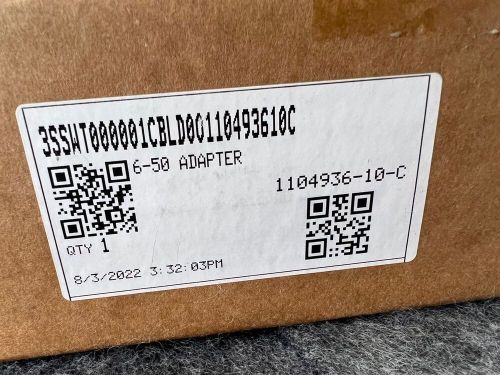 3SSWT000001CBLD00110493610C
6-50 ADAPTER
1104936-10-C
QTY 1
8/3/2022 3:32:03PM